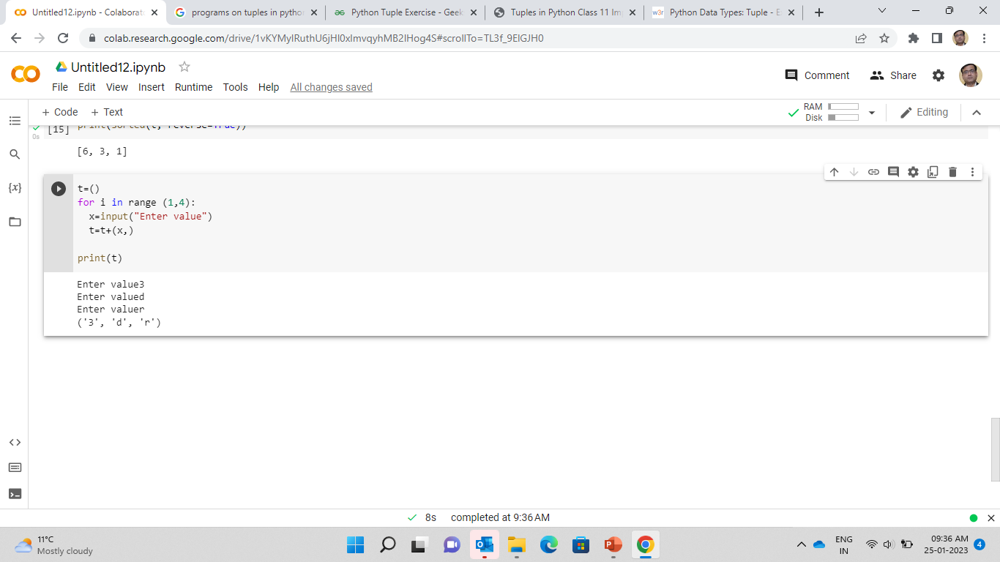 Untitled12.ipynb - Colaborat
programs on tuples in pytho
Python Tuple Exercise - Geek
Tuples in Python Class 11 Im
w3r Python Data Types: Tuple - E
colab.research.google.com/drive/1vKYMyIRuthU6jHI0xImvqyhMB2IHog4S#scrollTo=TL3f_9EIGJH0
Untitled12.ipynb
File Edit View Insert Runtime Tools Help All changes saved
Comment Share
+ Code + Text
RAM
Disk
Editing
[15] print(sorted(t, reverse=True))
0s
[6, 3, 1]
{x}
t=()
for i in range (1,4):
x=input("Enter value")
t=t+(x,)
print(t)
Enter value3
Enter valued
Enter valuer
('3', 'd', 'r')
8s completed at 9:36 AM
11°C
Mostly cloudy
ENG
IN
09:36 AM
25-01-2023
4